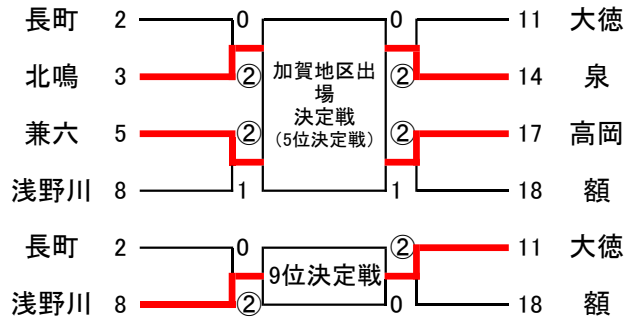 長町 2 0 0 11 大徳
北鳴 3 ② ② 14 泉
加賀地区出
場
決定戦
(5位決定戦)
兼六 5 ② ② 17 高岡
浅野川 8 1 1 18 額
長町 2 0 ② 11 大徳
9位決定戦
浅野川 8 ② 0 18 額